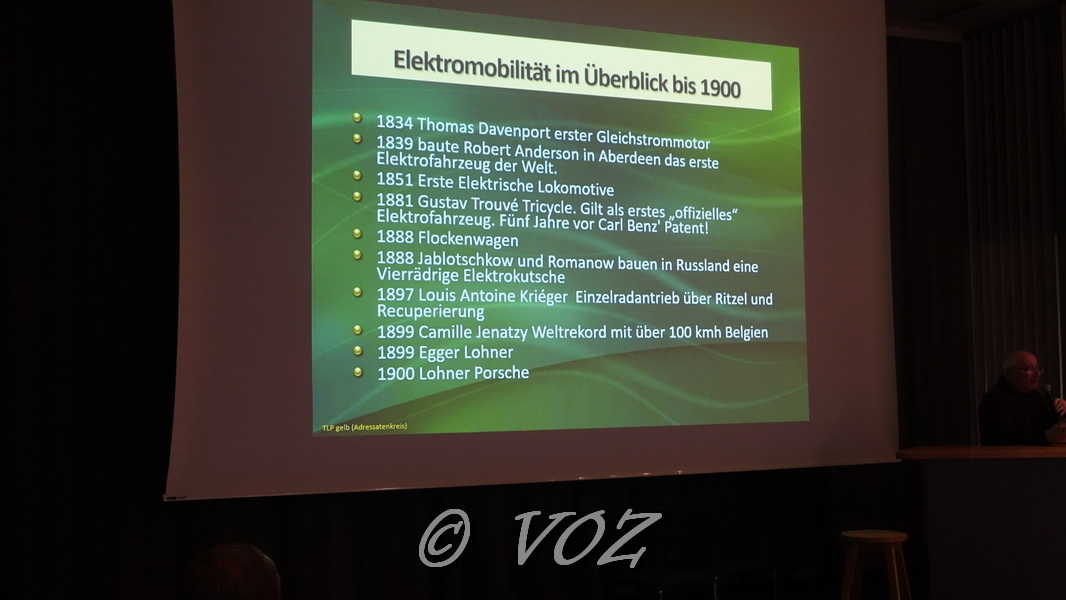 Elektromobilität im Überblick bis 1900
1834 Thomas Davenport erster Gleichstrommotor
1839 baute Robert Anderson in Aberdeen das erste
Elektrofahrzeug der Welt.
1851 Erste Elektrische Lokomotive
1881 Gustav Trouvé Tricycle. Gilt als erstes „offizielles“
Elektrofahrzeug. Fünf Jahre vor Carl Benz' Patent!
1888 Flockenwagen
1888 Jablotschkow und Romanow bauen in Russland eine
Vierrädrige Elektrokutsche
1897 Louis Antoine Kriéger Einzelradantrieb über Ritzel und
Recuperierung
1899 Camille Jenatzy Weltrekord mit über 100 kmh Belgien
1899 Egger Lohner
1900 Lohner Porsche
TLP gelb (Adressatenkreis)
© VOZ